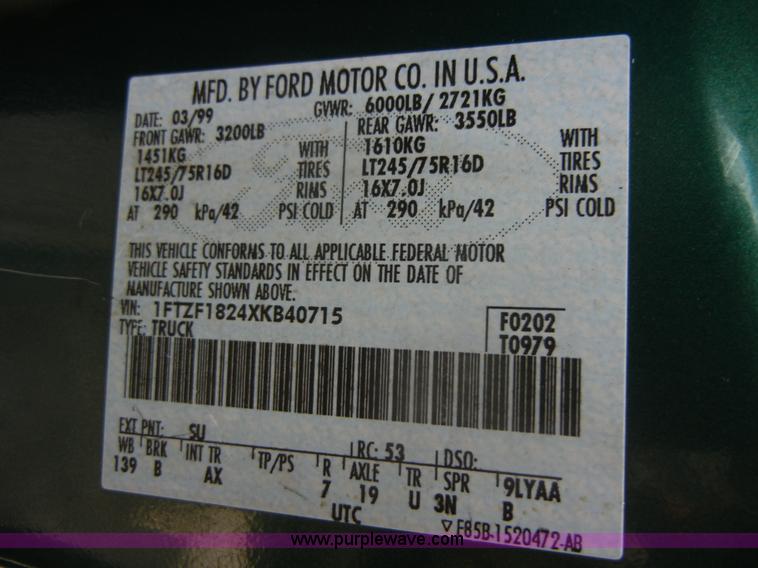 MFD. BY FORD MOTOR CO. IN U.S.A.
DATE: 03/99 GVWR: 6000LB/ 2721KG
FRONT GAWR: 3200LB REAR GAWR: 3550LB
1451KG WITH 1610KG WITH
LT245/75R16D TIRES LT245/75R16D TIRES
16X7.0J RIMS 16X7.0J RIMS
AT 290 kPa/42 PSI COLD AT 290 kPa/42 PSI COLD
THIS VEHICLE CONFORMS TO ALL APPLICABLE FEDERAL MOTOR
VEHICLE SAFETY STANDARDS IN EFFECT ON THE DATE OF
MANUFACTURE SHOWN ABOVE.
VIN: 1FTZF1824XKB40715 F0202
TYPE: TRUCK T0979
EXT PNT: SU RC: 53 DSO:
WB BRK INT TR TP/PS R AXLE TR SPR 9LYAA
139 B AX 7 19 U 3N B
UTC ▽ F85B-1520472-AB
www.purplewave.com